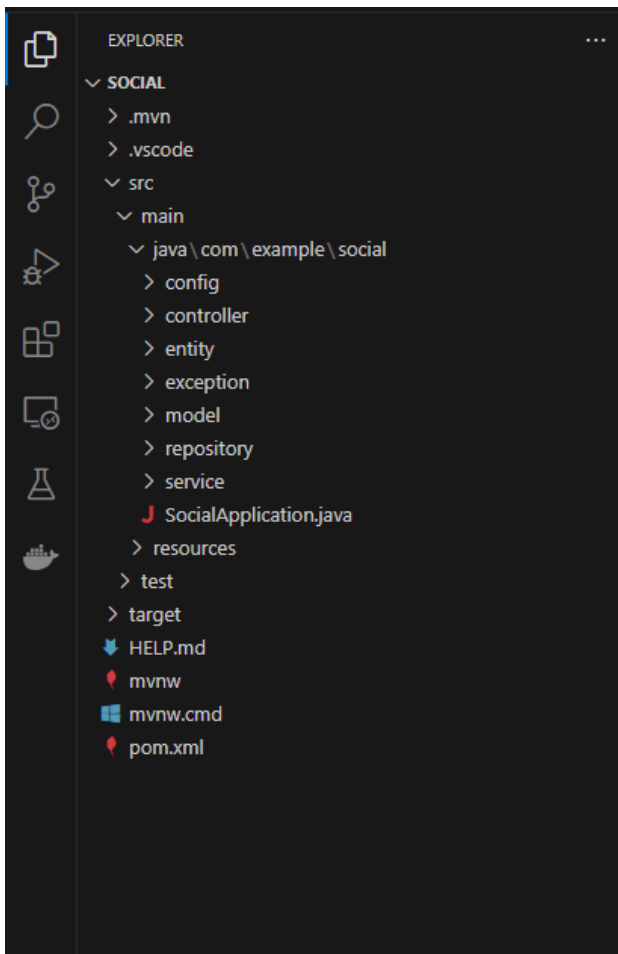 EXPLORER
SOCIAL
.mvn
.vscode
src
main
java\com\example\social
config
controller
entity
exception
model
repository
service
J SocialApplication.java
resources
test
target
HELP.md
mvnw
mvnw.cmd
pom.xml